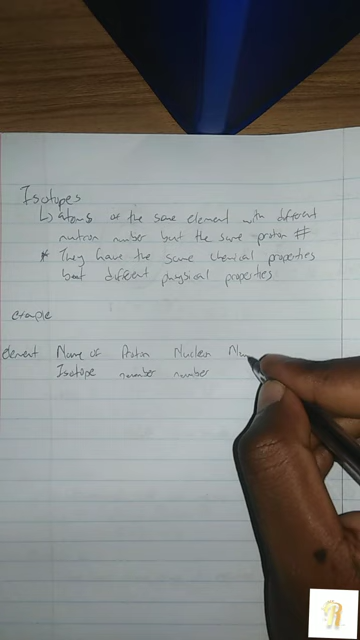 Isotopes
↳ atoms of the same element with different
nutron number but the same proton #
* They have the same chemical properties
but different physical properties
example
element Name of Proton Nucleon Num
Isotope number number